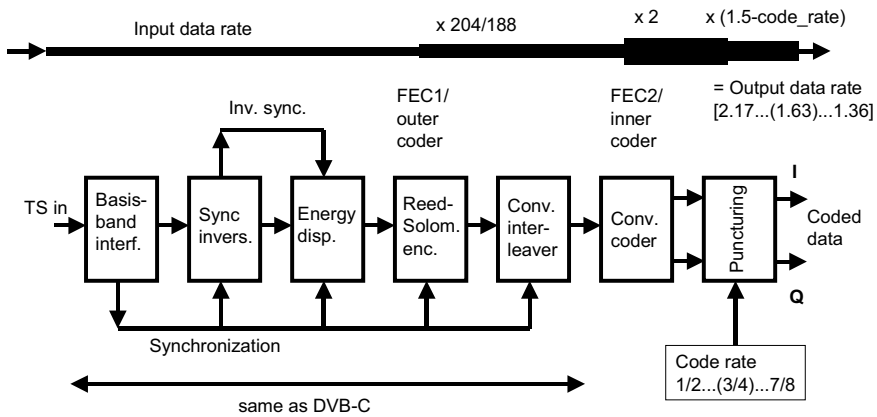 Input data rate
x 204/188
x 2
x (1.5-code_rate)
= Output data rate
[2.17...(1.63)...1.36]
Inv. sync.
FEC1/
outer
coder
FEC2/
inner
coder
TS in
Basis-
band
interf.
Sync
invers.
Energy
disp.
Reed-
Solom.
enc.
Conv.
inter-
leaver
Conv.
coder
Puncturing
I
Coded
data
Q
Synchronization
Code rate
1/2...(3/4)...7/8
same as DVB-C